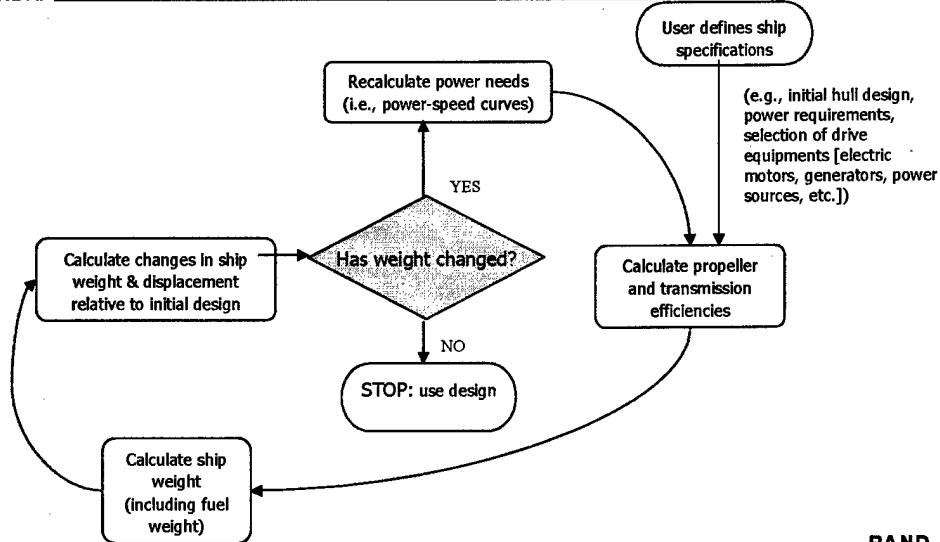 User defines ship
specifications
Recalculate power needs
(i.e., power-speed curves)
(e.g., initial hull design,
power requirements,
selection of drive
equipments [electric
motors, generators, power
sources, etc.])
YES
Calculate changes in ship
weight & displacement
relative to initial design
Has weight changed?
Calculate propeller
and transmission
efficiencies
NO
STOP: use design
Calculate ship
weight
(including fuel
weight)